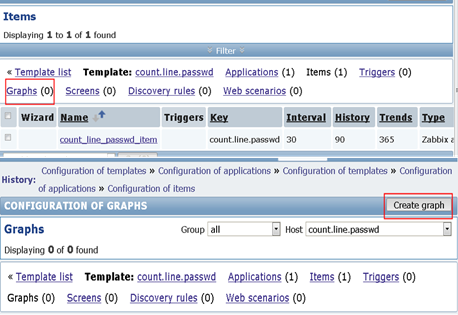 Items
Displaying 1 to 1 of 1 found
Filter
« Template list Template: count.line.passwd Applications (1) Items (1) Triggers (0)
Graphs (0) Screens (0) Discovery rules (0) Web scenarios (0)
Wizard Name Triggers Key Interval History Trends Type
count_line_passwd_item count.line.passwd 30 90 365 Zabbix a
Configuration of templates » Configuration of applications » Configuration of templates » Configuration
History:
of applications » Configuration of items
CONFIGURATION OF GRAPHS Create graph
Graphs Group all Host count.line.passwd
Displaying 0 of 0 found
« Template list Template: count.line.passwd Applications (1) Items (1) Triggers (0)
Graphs (0) Screens (0) Discovery rules (0) Web scenarios (0)